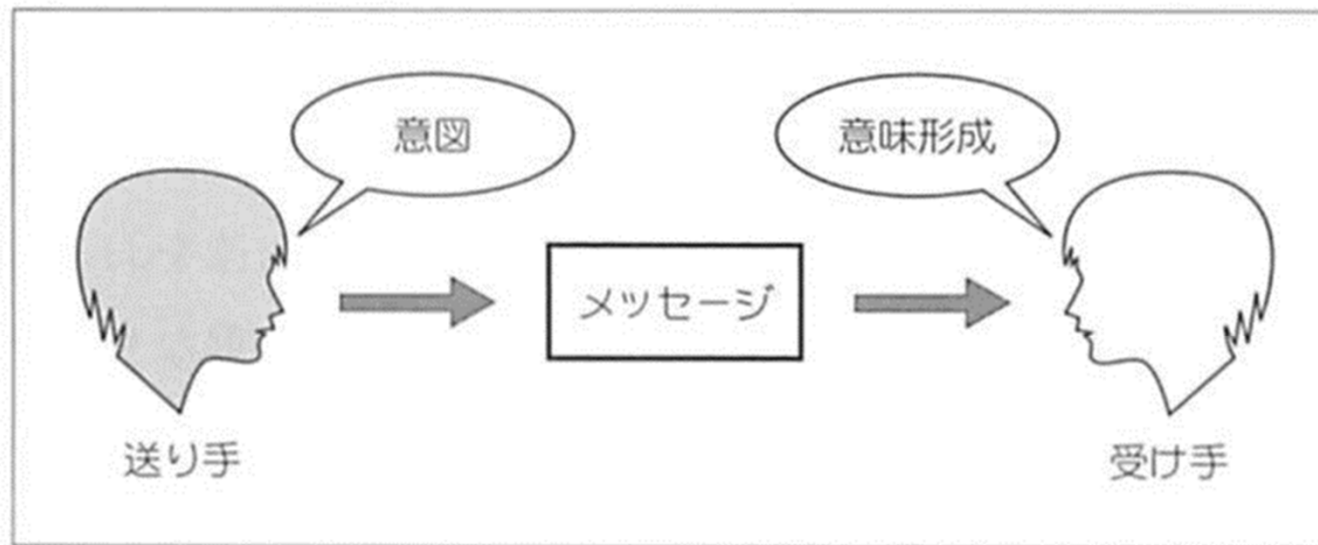 意図
意味形成
メッセージ
送り手
受け手